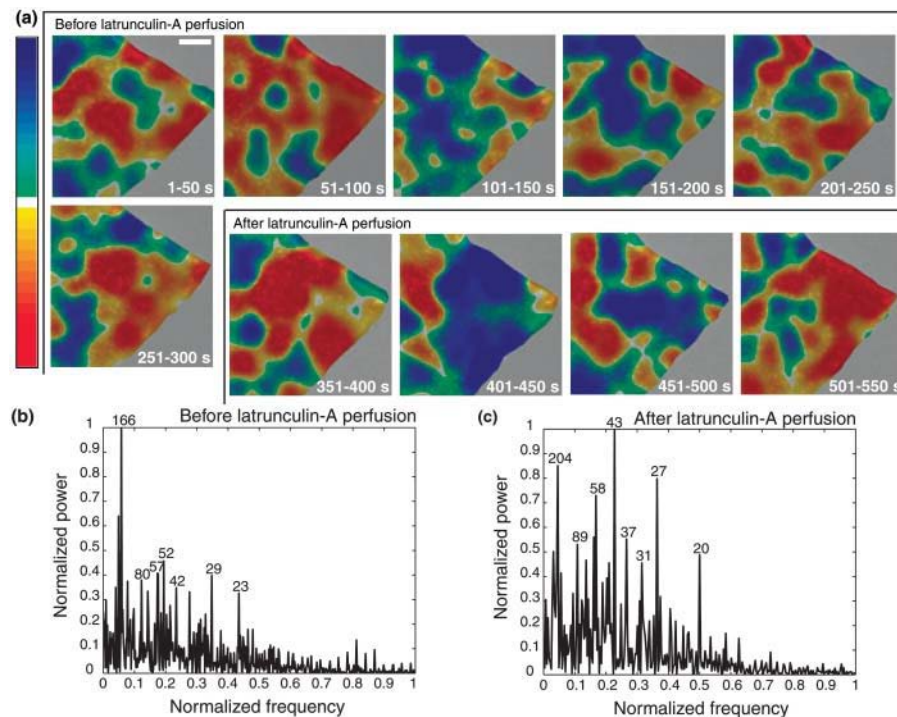 (a)
Before latrunculin-A perfusion
1-50 s
51-100 s
101-150 s
151-200 s
201-250 s
After latrunculin-A perfusion
251-300 s
351-400 s
401-450 s
451-500 s
501-550 s
(b) Before latrunculin-A perfusion
166
80
57
52
42
29
23
1
0.9
0.8
0.7
0.6
0.5
0.4
0.3
0.2
0.1
0
Normalized power
0 0.1 0.2 0.3 0.4 0.5 0.6 0.7 0.8 0.9 1
Normalized frequency
(c) After latrunculin-A perfusion
43
204
27
58
89
37
31
20
1
0.9
0.8
0.7
0.6
0.5
0.4
0.3
0.2
0.1
0
Normalized power
0 0.1 0.2 0.3 0.4 0.5 0.6 0.7 0.8 0.9 1
Normalized frequency